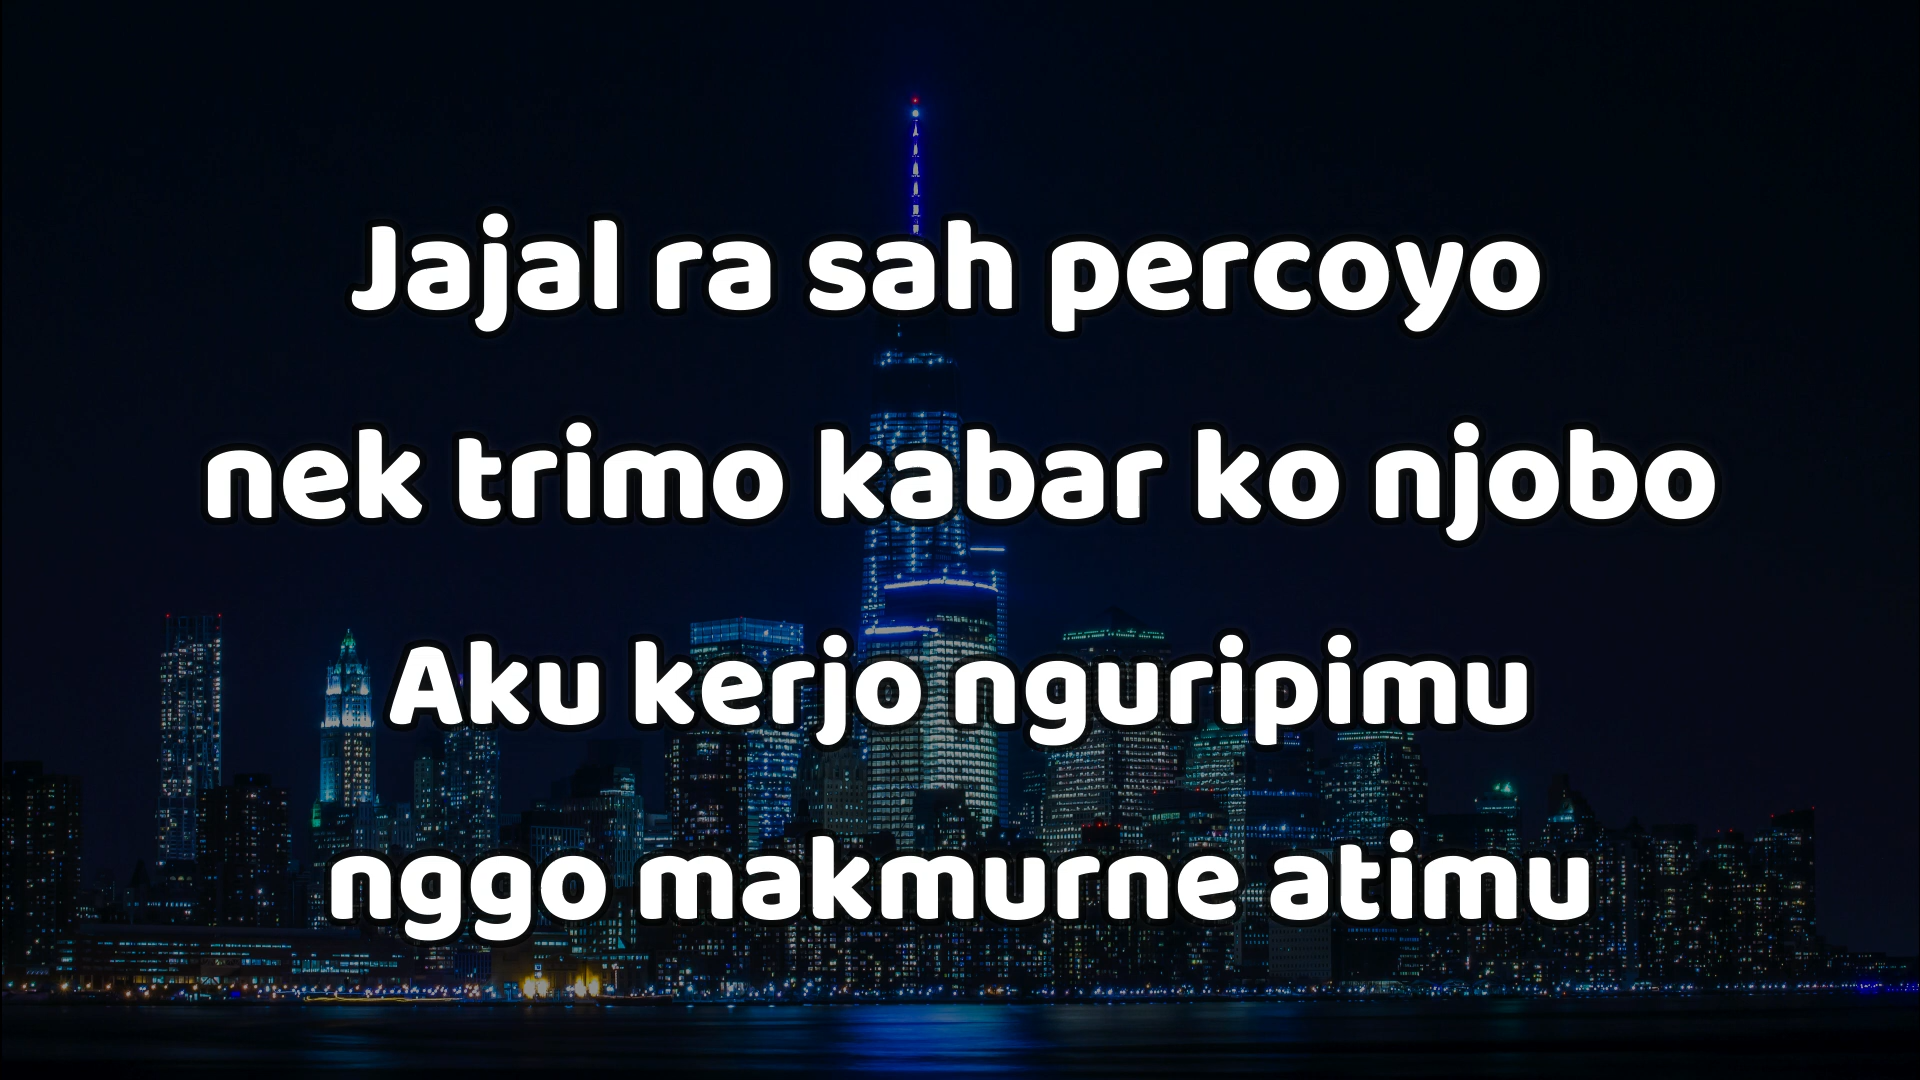 Jajal ra sah percoyo
nek trimo kabar ko njobo
Aku kerjo nguripimu
nggo makmurne atimu